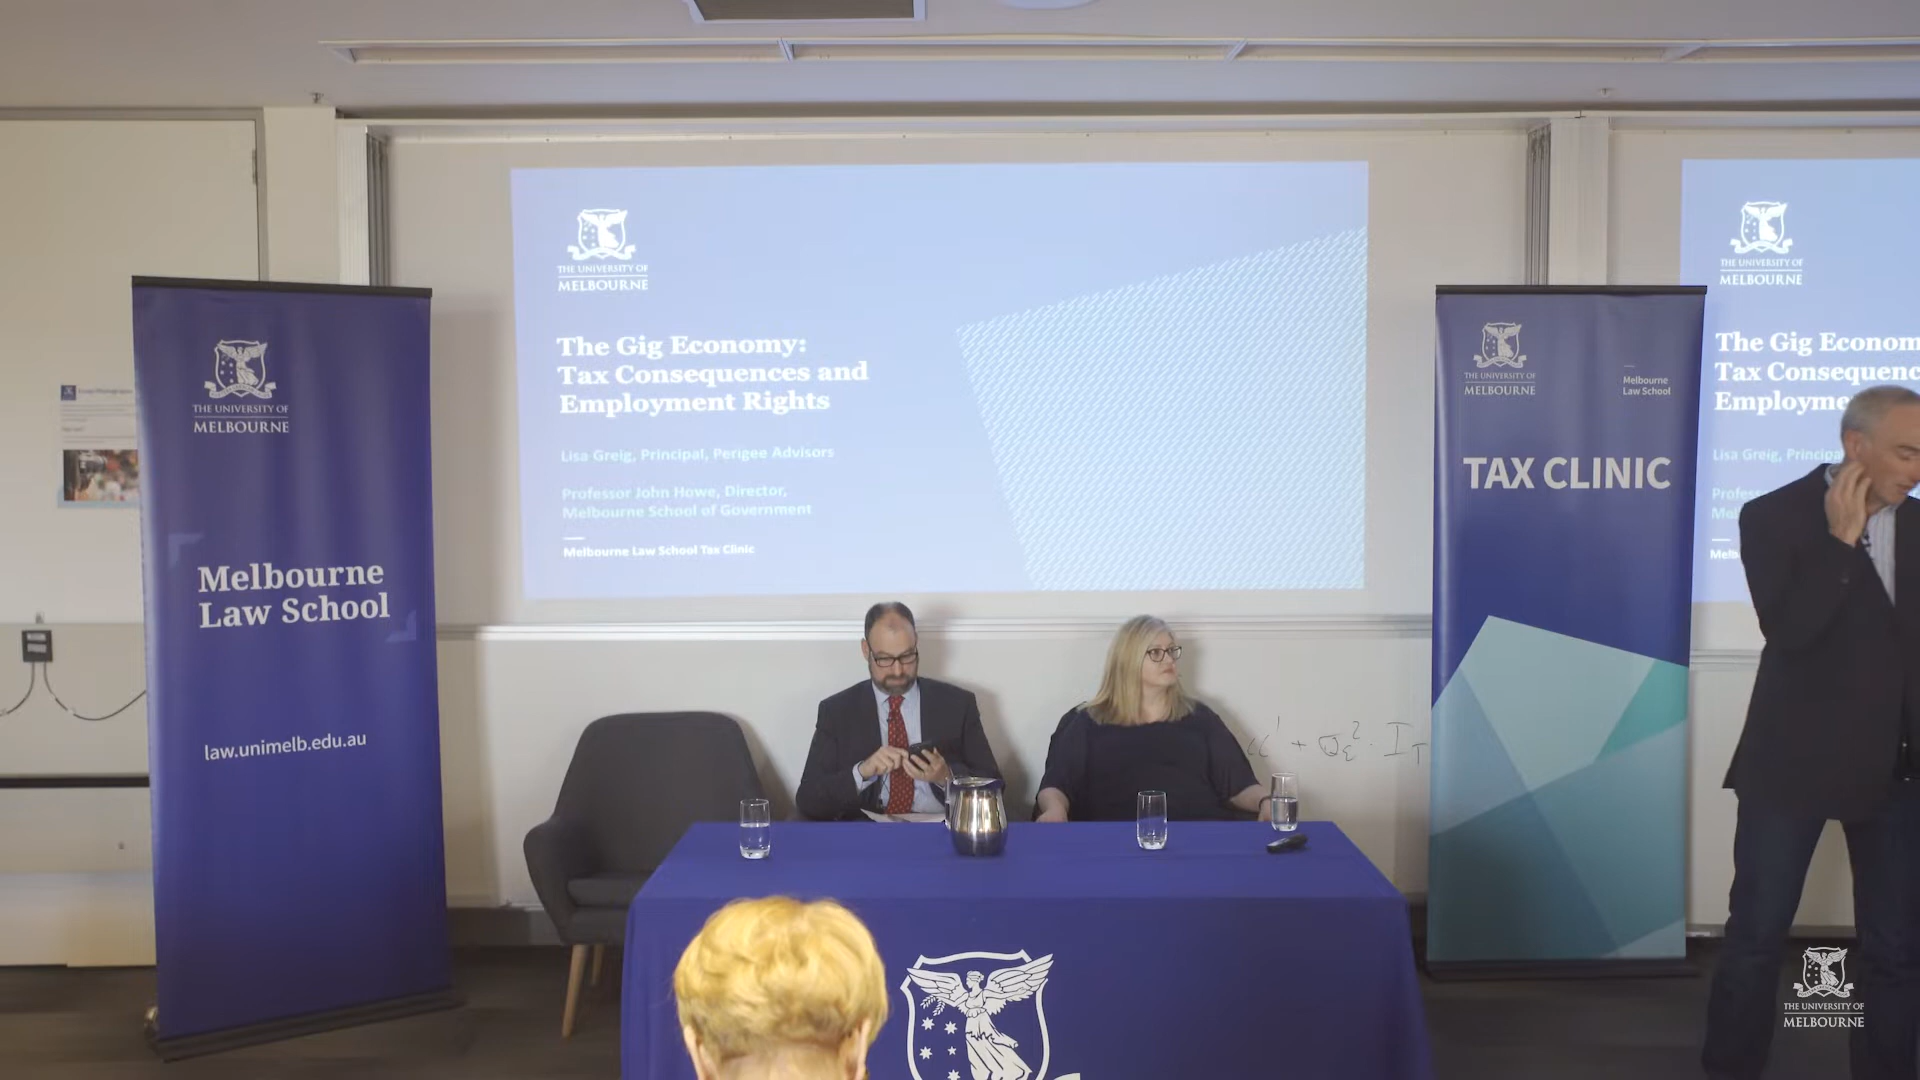 THE UNIVERSITY OF
MELBOURNE
The Gig Economy:
Tax Consequences and
Employment Rights
Lisa Greig, Principal, Perigee Advisors
Professor John Howe, Director,
Melbourne School of Government
Melbourne Law School Tax Clinic
THE UNIVERSITY OF
MELBOURNE
Melbourne
Law School
law.unimelb.edu.au
THE UNIVERSITY OF
MELBOURNE
Melbourne
Law School
TAX CLINIC
THE UNIVERSITY OF
MELBOURNE
The Gig Econom
Tax Consequenc
Employme
Lisa Greig, Principa
Profess
Mel
Melb
THE UNIVERSITY OF
MELBOURNE